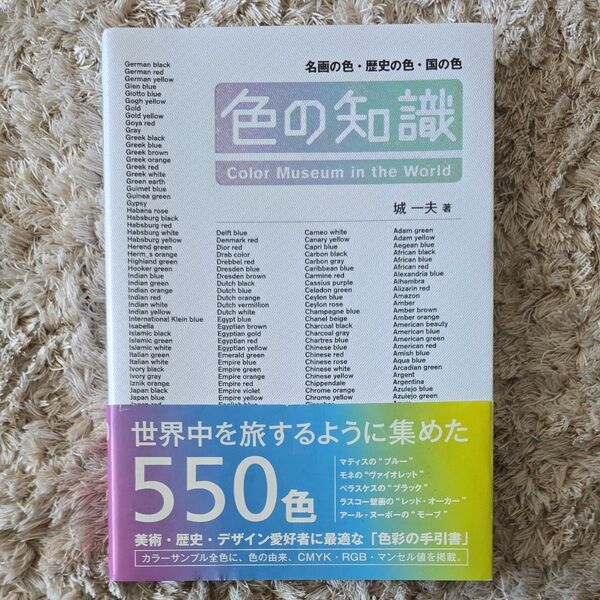 名画の色・歴史の色・国の色
色の知識
Color Museum in the World
城 一夫 著
German black
German red
German yellow
Glen blue
Giotto blue
Gogh yellow
Gold
Gold yellow
Goya red
Gray
Greek black
Greek blue
Greek brown
Greek orange
Greek red
Greek white
Green earth
Guimet blue
Guinea green
Gypsy
Habana rose
Habsburg black
Habsburg red
Habsburg white
Habsburg yellow
Herend green
Herm_s orange
Highland green
Hooker green
Indian blue
Indian green
Indian orange
Indian red
Indian white
Indian yellow
International Klein blue
Isabella
Islamic black
Islamic green
Islamic white
Italian green
Italian white
Ivory black
Ivory gray
Iznik orange
Japan black
Japan blue
Delft blue
Denmark red
Dior red
Drab color
Drebbel red
Dresden blue
Dresden brown
Dutch black
Dutch blue
Dutch orange
Dutch vermillion
Egypt blue
Egyptian brown
Egyptian gold
Egyptian green
Egyptian red
Egyptian yellow
Emerald green
Empire blue
Empire green
Empire orange
Empire red
Empire violet
Empire yellow
Cameo white
Canary yellow
Capri blue
Carbon black
Carbon gray
Caribbean blue
Carmine red
Cassius purple
Celadon green
Ceylon blue
Ceylon rose
Champagne blue
Chanel beige
Charcoal black
Charcoal gray
Chartres blue
Chinese blue
Chinese red
Chinese rose
Chinese white
Chinese yellow
Chippendale
Chrome orange
Chrome yellow
Adam green
Adam yellow
Aegean blue
African black
African red
Alexandria blue
Alhambra
Alizarin red
Amazon
Amber
Amber brown
Amber orange
American beauty
American blue
American green
American red
Amish blue
Aqua blue
Arcadian green
Argent
Argentina
Azulejo blue
Azulejo green
世界中を旅するように集めた
550色
マティスの“ブルー”
モネの“ヴァイオレット”
ベラスケスの“ブラック”
ラスコー壁画の“レッド・オーカー”
アール・ヌーボーの“モーブ”
美術・歴史・デザイン愛好者に最適な「色彩の手引書」
カラーサンプル全色に、色の由来、CMYK・RGB・マンセル値を掲載。